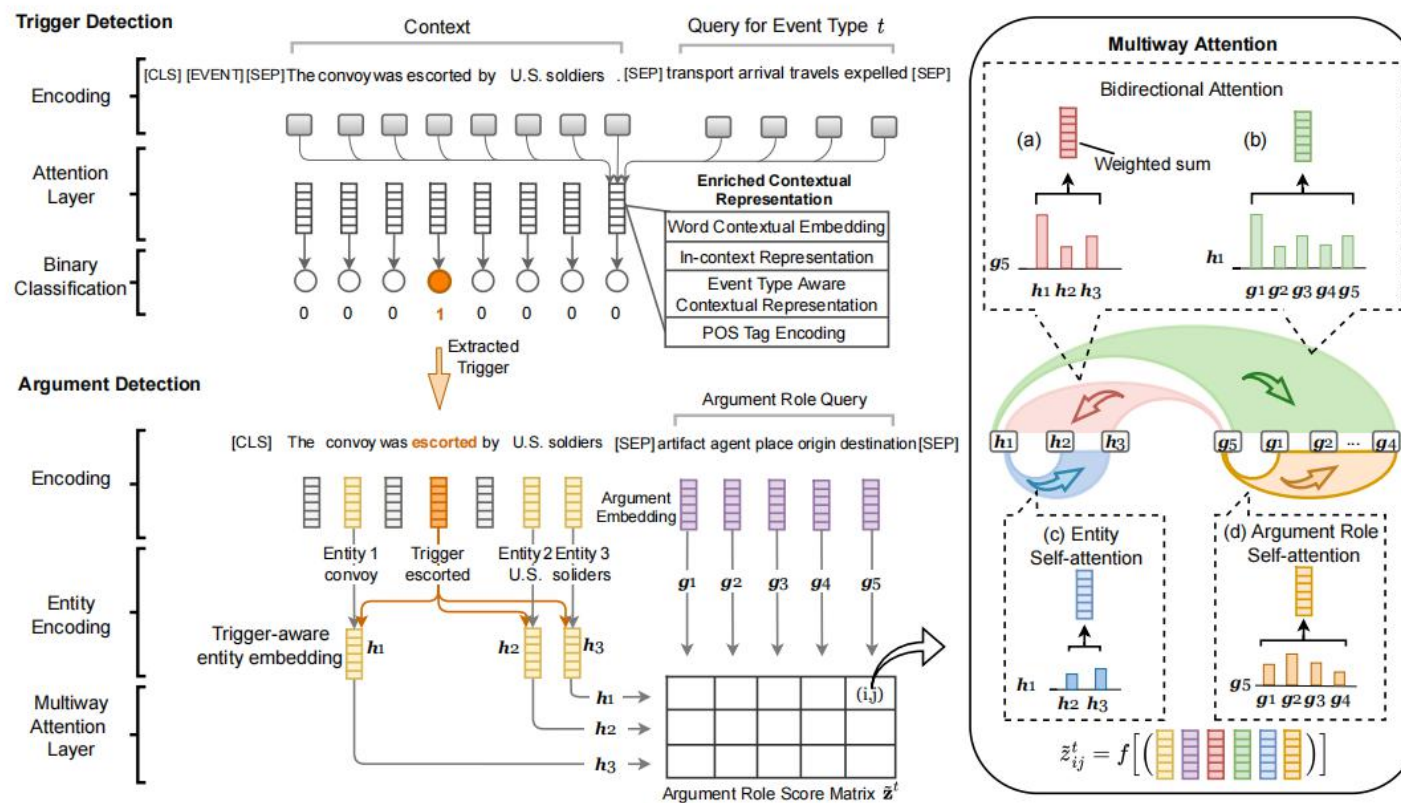 Trigger Detection
Context
Query for Event Type t
Encoding
[CLS] [EVENT] [SEP] The convoy was escorted by U.S. soldiers . [SEP] transport arrival travels expelled [SEP]
Attention
Layer
Enriched Contextual
Representation
Word Contextual Embedding
In-context Representation
Event Type Aware
Contextual Representation
POS Tag Encoding
Binary
Classification
0 0 0 1 0 0 0 0
Extracted
Trigger
Argument Detection
Argument Role Query
Encoding
[CLS] The convoy was escorted by U.S. soldiers [SEP] artifact agent place origin destination [SEP]
Argument
Embedding
Entity 1
convoy
Trigger
escorted
Entity 2
U.S.
Entity 3
soliders
g1 g2 g3 g4 g5
Entity
Encoding
Trigger-aware
entity embedding
h1
h2
h3
Multiway
Attention
Layer
h1
h2
h3
(i,j)
Argument Role Score Matrix z̃^t
Multiway Attention
Bidirectional Attention
(a)
Weighted sum
g5
h1 h2 h3
(b)
h1
g1 g2 g3 g4 g5
h1 h2 h3 g5 g1 g2 ... g4
(c) Entity
Self-attention
h1
h2 h3
(d) Argument Role
Self-attention
g5
g1 g2 g3 g4
z̃^t_ij = f[( )]